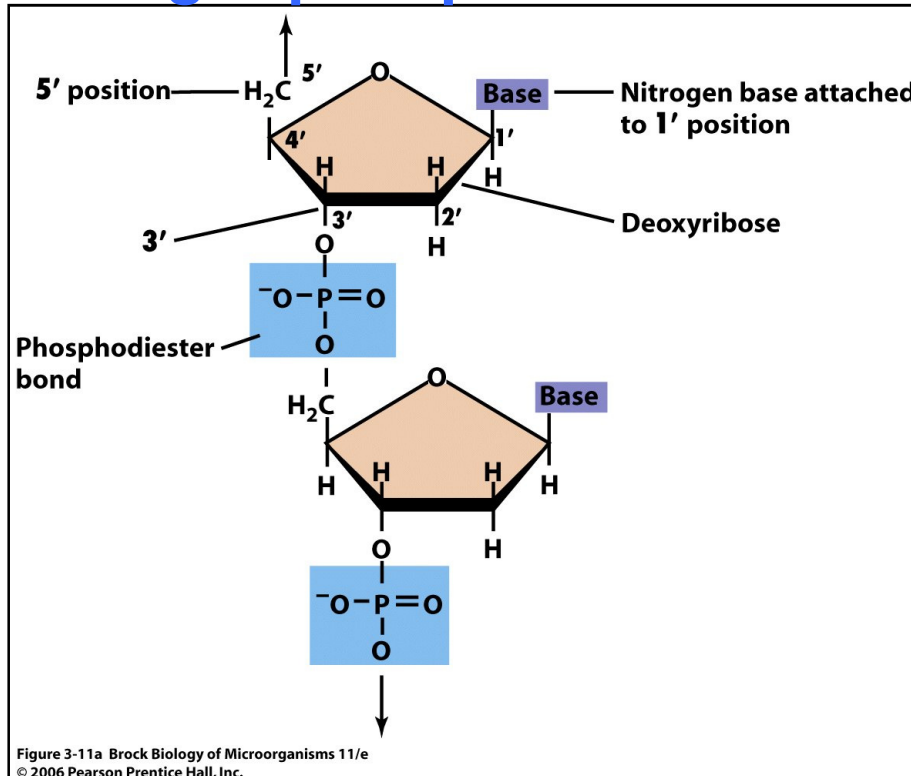 5′
5′ position
H₂C
O
Base
Nitrogen base attached
to 1′ position
4′
1′
H
H
H
3′
2′
Deoxyribose
3′
O
H
⁻O–P=O
O
Phosphodiester
bond
O
H₂C
Base
H
H
H
H
O
H
⁻O–P=O
O
Figure 3-11a Brock Biology of Microorganisms 11/e
© 2006 Pearson Prentice Hall, Inc.